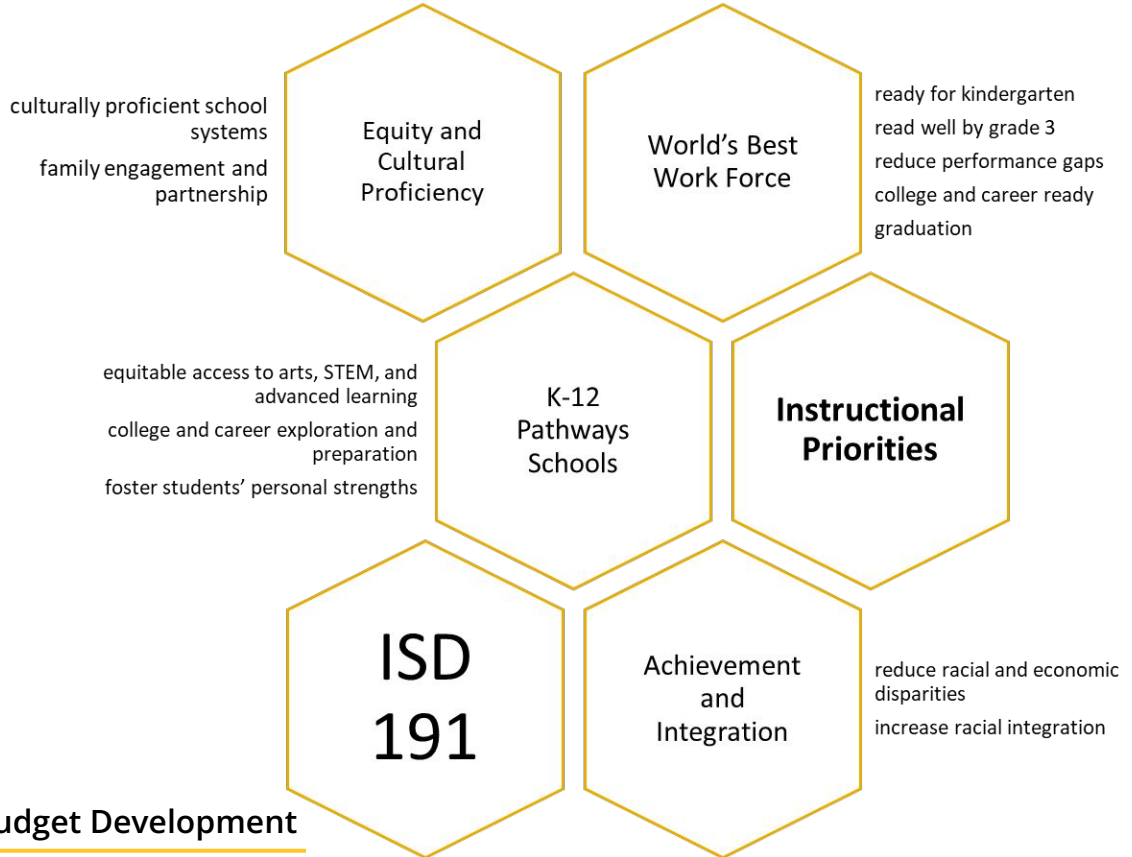 culturally proficient school
systems
family engagement and
partnership
Equity and
Cultural
Proficiency
World's Best
Work Force
ready for kindergarten
read well by grade 3
reduce performance gaps
college and career ready
graduation
equitable access to arts, STEM, and
advanced learning
college and career exploration and
preparation
foster students' personal strengths
K-12
Pathways
Schools
Instructional
Priorities
ISD
191
Achievement
and
Integration
reduce racial and economic
disparities
increase racial integration
udget Development